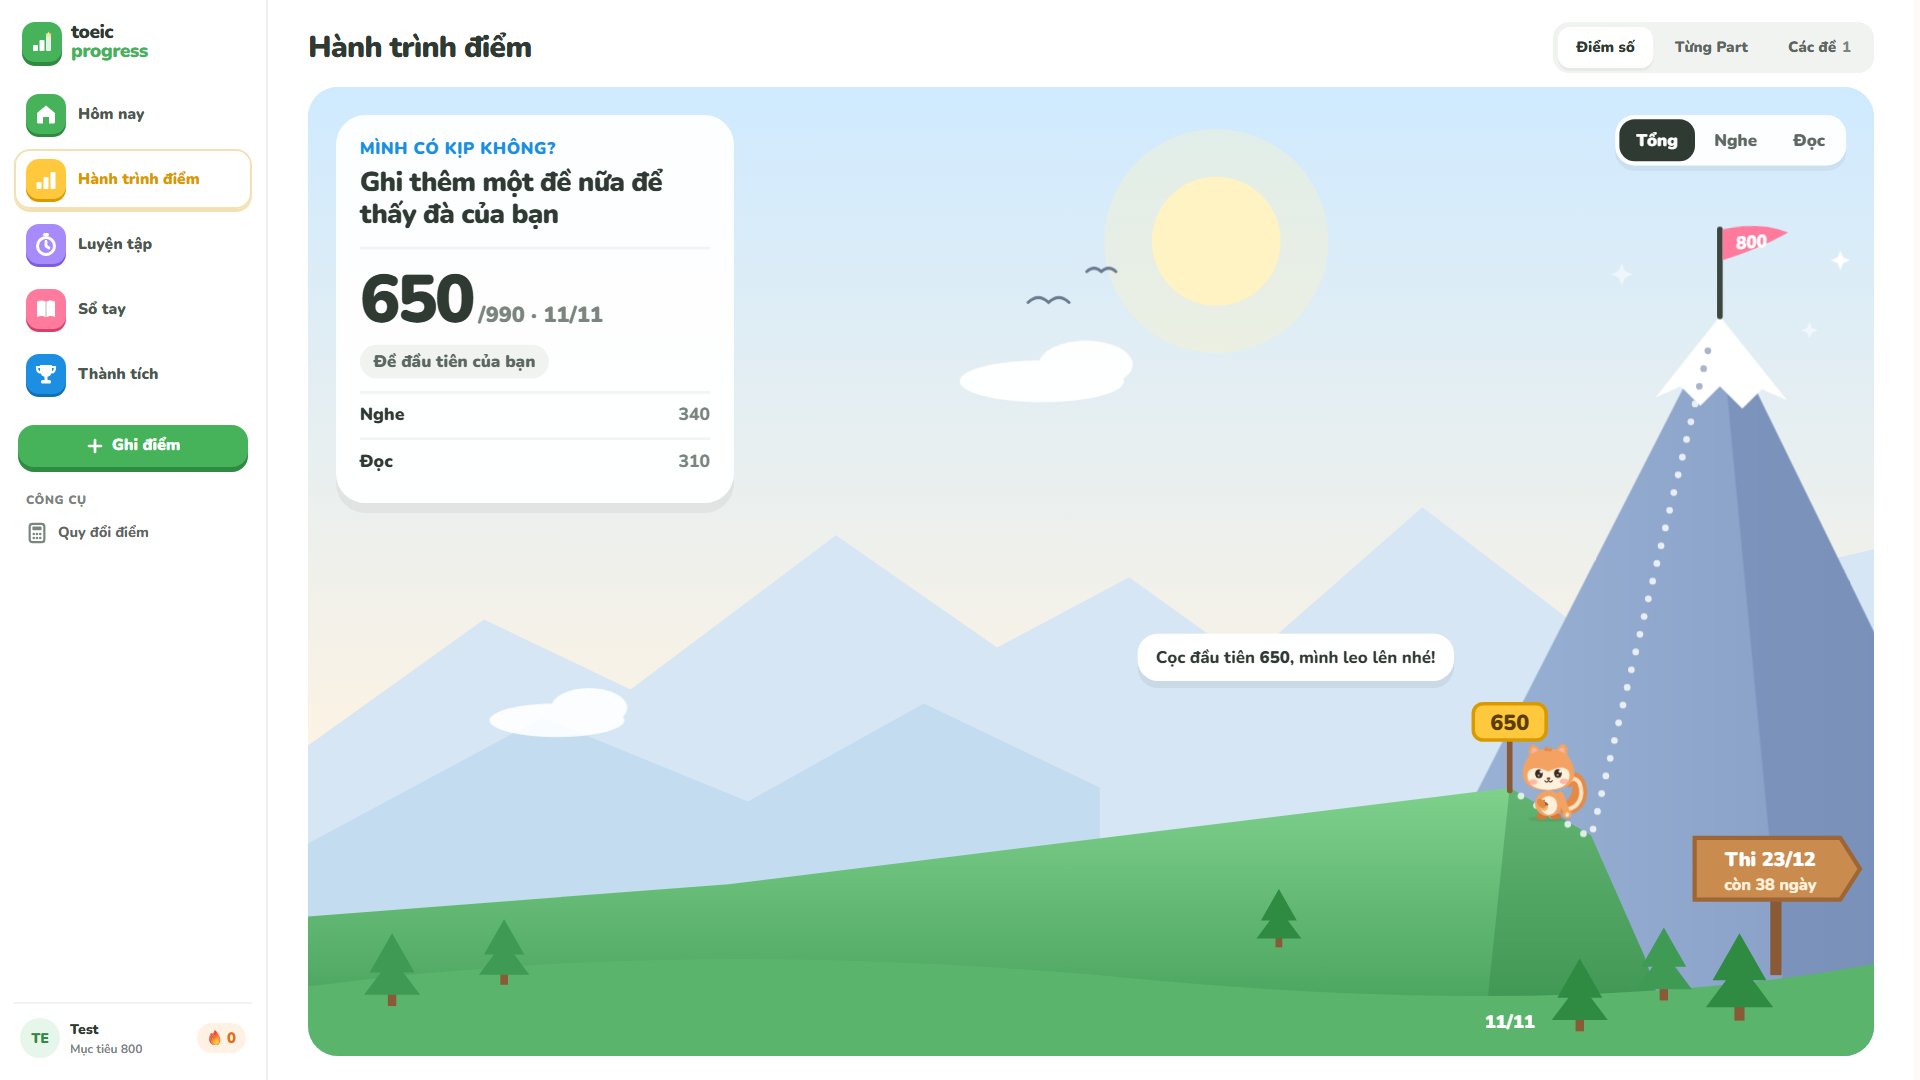 toeic
progress
Hôm nay
Hành trình điểm
Luyện tập
Sổ tay
Thành tích
+ Ghi điểm
CÔNG CỤ
Quy đổi điểm
TE
Test
Mục tiêu 800
0
Hành trình điểm
Điểm số
Từng Part
Các đề 1
MÌNH CÓ KỊP KHÔNG?
Ghi thêm một đề nữa để
thấy đà của bạn
650 /990 · 11/11
Đề đầu tiên của bạn
Nghe 340
Đọc 310
Tổng
Nghe
Đọc
800
Cọc đầu tiên 650, mình leo lên nhé!
650
Thi 23/12
còn 38 ngày
11/11